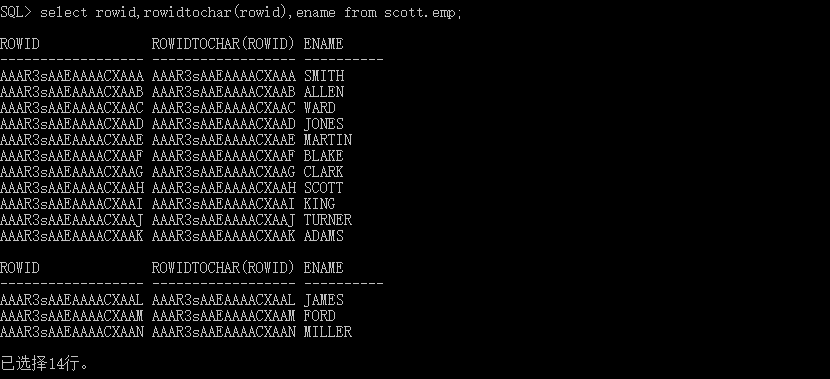 SQL> select rowid,rowidtochar(rowid),ename from scott.emp;
ROWID              ROWIDTOCHAR(ROWID) ENAME
------------------ ------------------ ----------
AAAR3sAAEAAAACXAAA AAAR3sAAEAAAACXAAA SMITH
AAAR3sAAEAAAACXAAB AAAR3sAAEAAAACXAAB ALLEN
AAAR3sAAEAAAACXAAC AAAR3sAAEAAAACXAAC WARD
AAAR3sAAEAAAACXAAD AAAR3sAAEAAAACXAAD JONES
AAAR3sAAEAAAACXAAE AAAR3sAAEAAAACXAAE MARTIN
AAAR3sAAEAAAACXAAF AAAR3sAAEAAAACXAAF BLAKE
AAAR3sAAEAAAACXAAG AAAR3sAAEAAAACXAAG CLARK
AAAR3sAAEAAAACXAAH AAAR3sAAEAAAACXAAH SCOTT
AAAR3sAAEAAAACXAAI AAAR3sAAEAAAACXAAI KING
AAAR3sAAEAAAACXAAJ AAAR3sAAEAAAACXAAJ TURNER
AAAR3sAAEAAAACXAAK AAAR3sAAEAAAACXAAK ADAMS
ROWID              ROWIDTOCHAR(ROWID) ENAME
------------------ ------------------ ----------
AAAR3sAAEAAAACXAAL AAAR3sAAEAAAACXAAL JAMES
AAAR3sAAEAAAACXAAM AAAR3sAAEAAAACXAAM FORD
AAAR3sAAEAAAACXAAN AAAR3sAAEAAAACXAAN MILLER
已选择14行。